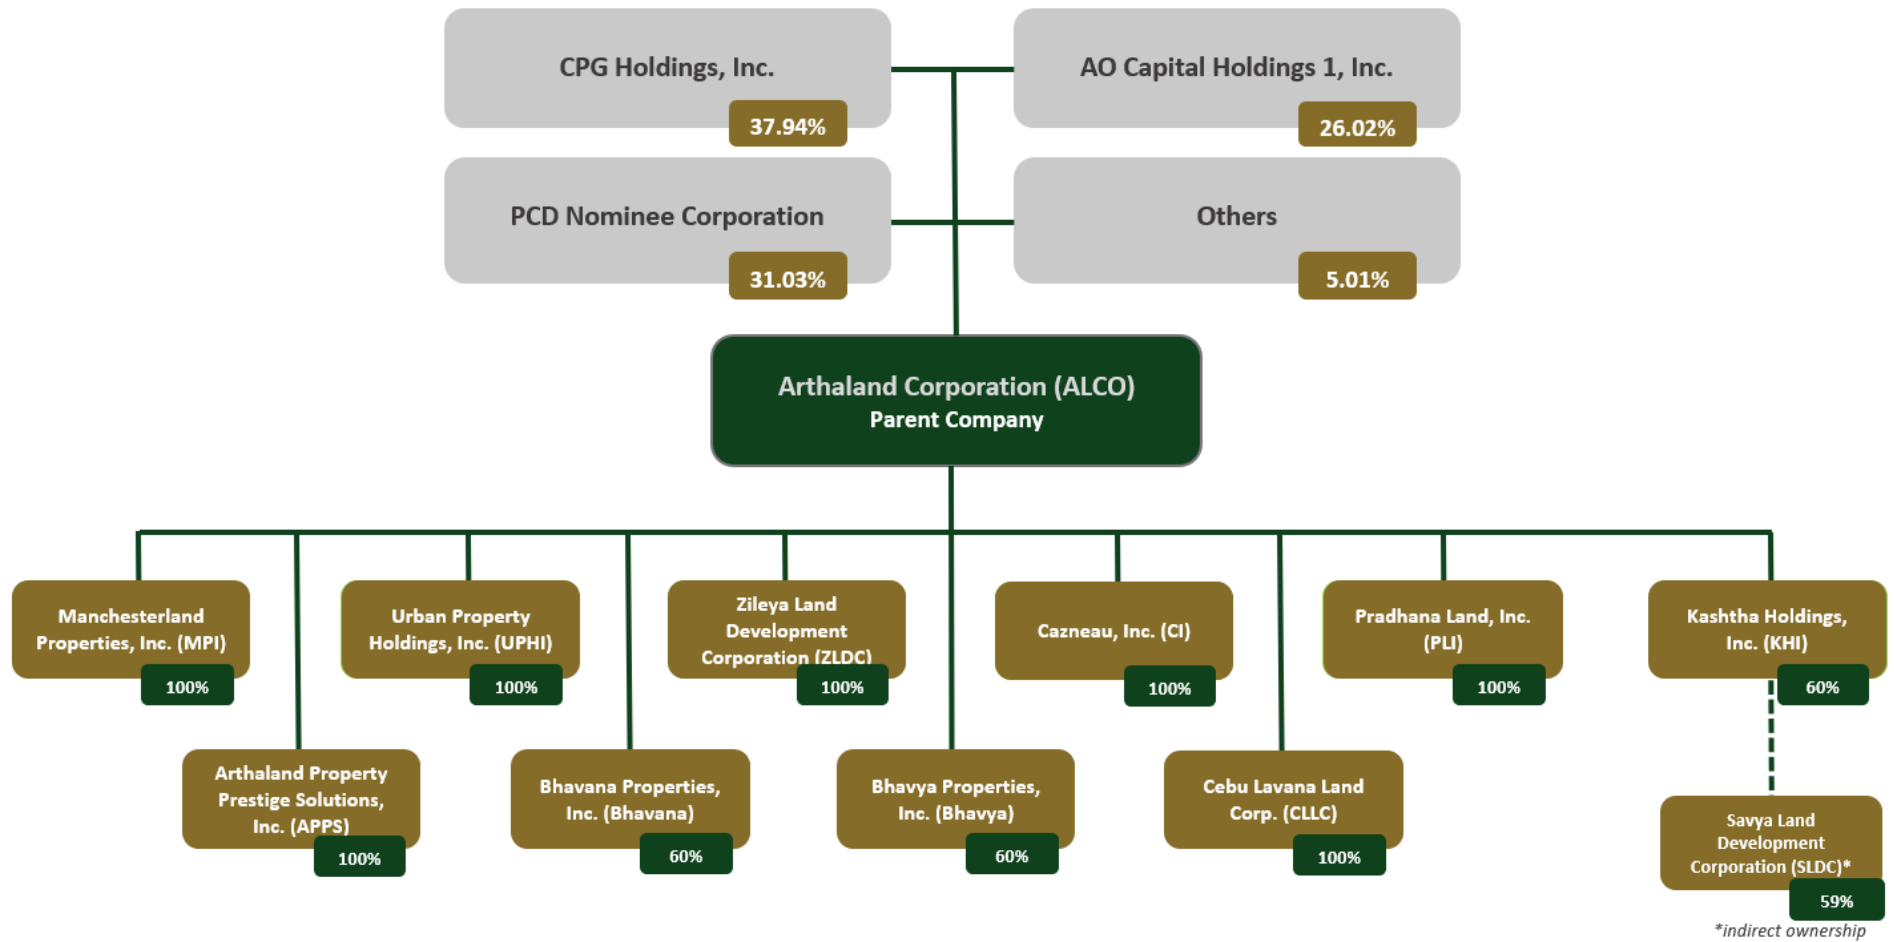 CPG Holdings, Inc.
37.94%
AO Capital Holdings 1, Inc.
26.02%
PCD Nominee Corporation
31.03%
Others
5.01%
Arthaland Corporation (ALCO)
Parent Company
Manchesterland
Properties, Inc. (MPI)
100%
Urban Property
Holdings, Inc. (UPHI)
100%
Zileya Land
Development
Corporation (ZLDC)
100%
Cazneau, Inc. (CI)
100%
Pradhana Land, Inc.
(PLI)
100%
Kashtha Holdings,
Inc. (KHI)
60%
Arthaland Property
Prestige Solutions,
Inc. (APPS)
100%
Bhavana Properties,
Inc. (Bhavana)
60%
Bhavya Properties,
Inc. (Bhavya)
60%
Cebu Lavana Land
Corp. (CLLC)
100%
Savya Land
Development
Corporation (SLDC)*
59%
*indirect ownership